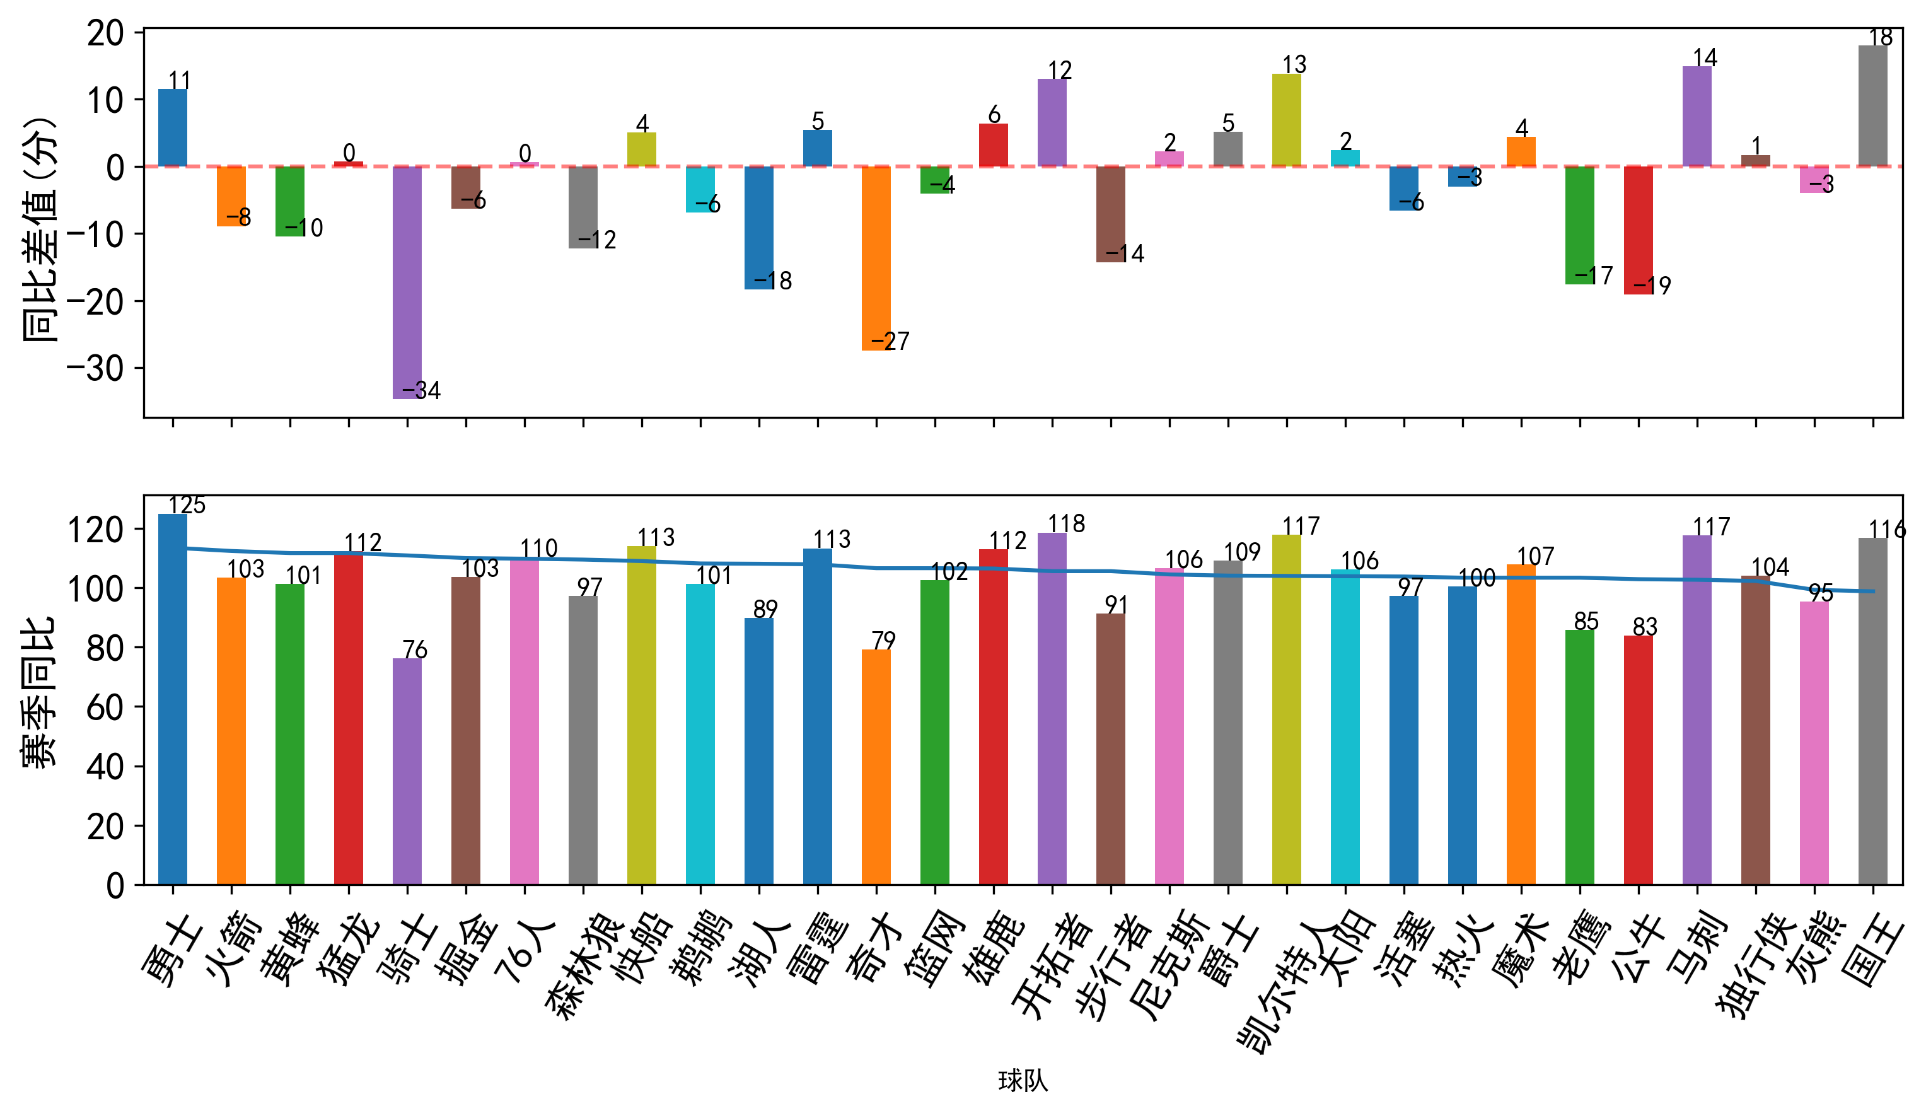 同比差值(分)
20
10
0
−10
−20
−30
11
−8
−10
0
−34
−6
0
−12
4
−6
−18
5
−27
−4
6
12
−14
2
5
13
2
−6
−3
4
−17
−19
14
1
−3
18
赛季同比
120
100
80
60
40
20
0
125
103
101
112
76
103
110
97
113
101
89
113
79
102
112
118
91
106
109
117
106
97
100
107
85
83
117
104
95
116
勇士
火箭
黄蜂
猛龙
骑士
掘金
76人
森林狼
快船
鹈鹕
湖人
雷霆
奇才
篮网
雄鹿
开拓者
步行者
尼克斯
爵士
凯尔特人
太阳
活塞
热火
魔术
老鹰
公牛
马刺
独行侠
灰熊
国王
球队